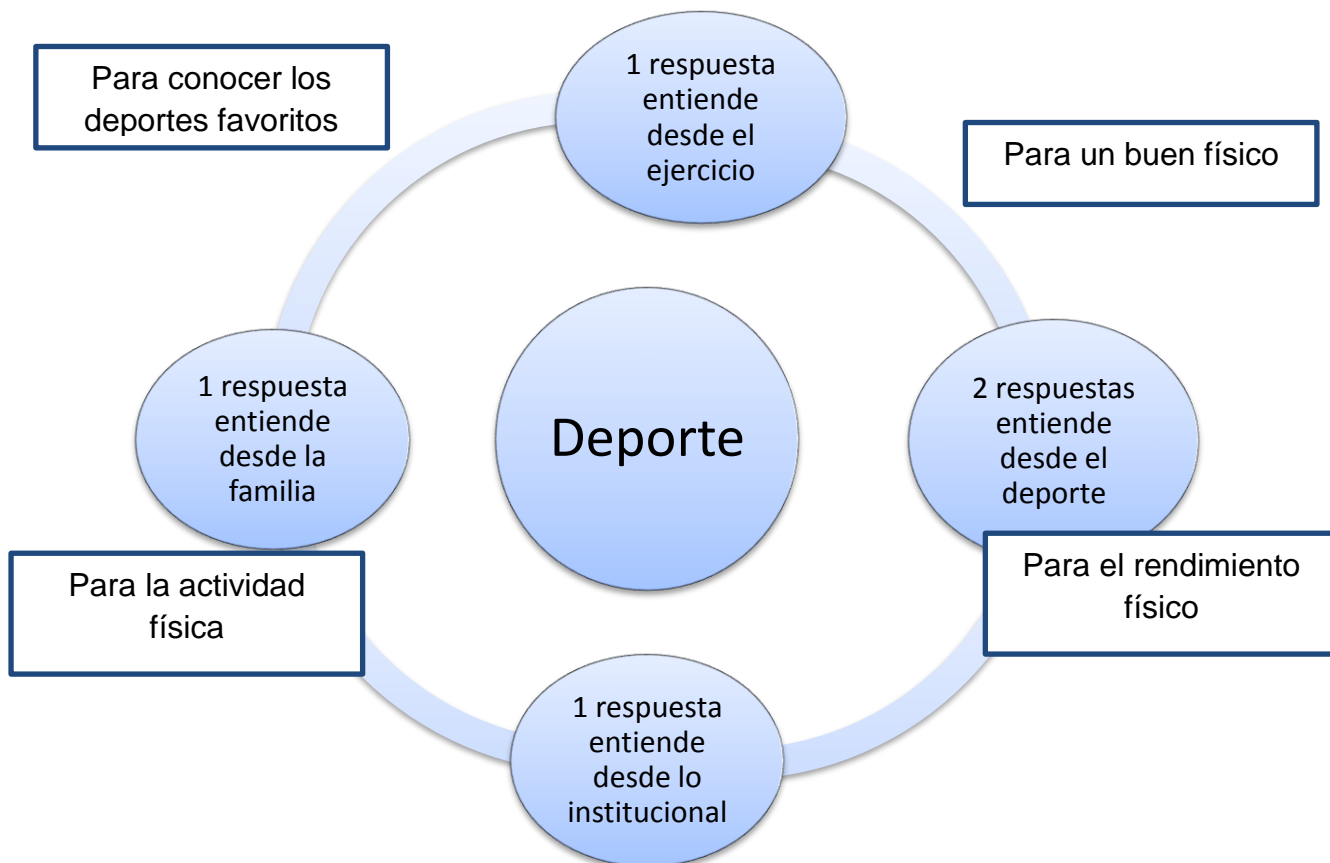 Para conocer los
deportes favoritos
1 respuesta
entiende
desde el
ejercicio
Para un buen físico
1 respuesta
entiende
desde la
familia
Deporte
2 respuestas
entiende
desde el
deporte
Para la actividad
física
Para el rendimiento
físico
1 respuesta
entiende
desde lo
institucional